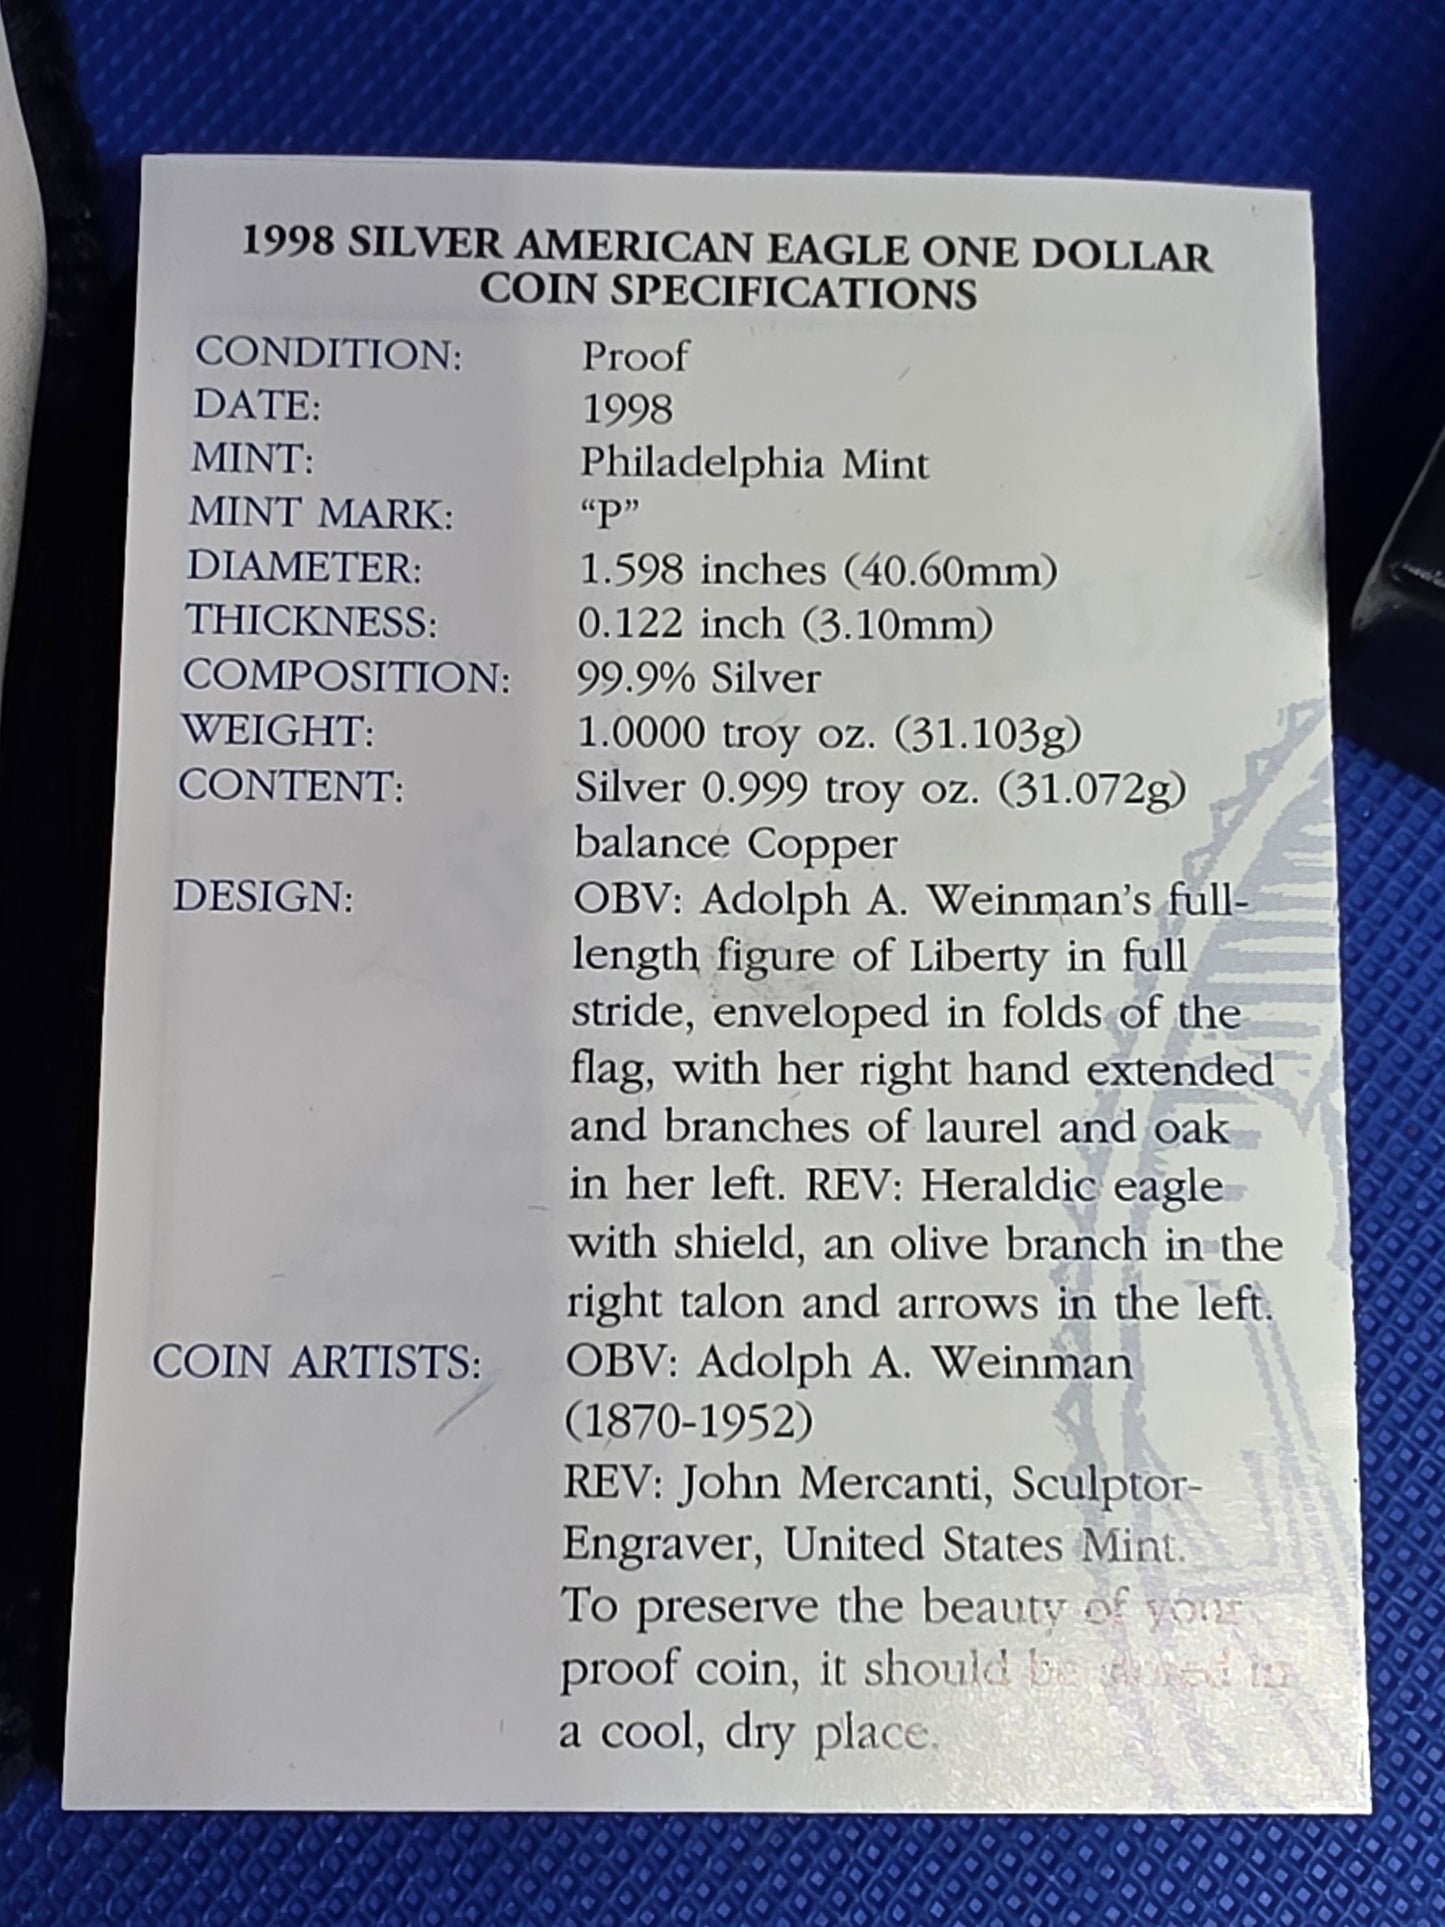 1998 SILVER AMERICAN EAGLE ONE DOLLAR
COIN SPECIFICATIONS
CONDITION: Proof
DATE: 1998
MINT: Philadelphia Mint
MINT MARK: “P”
DIAMETER: 1.598 inches (40.60mm)
THICKNESS: 0.122 inch (3.10mm)
COMPOSITION: 99.9% Silver
WEIGHT: 1.0000 troy oz. (31.103g)
CONTENT: Silver 0.999 troy oz. (31.072g)
balance Copper
DESIGN: OBV: Adolph A. Weinman’s full-
length figure of Liberty in full
stride, enveloped in folds of the
flag, with her right hand extended
and branches of laurel and oak
in her left. REV: Heraldic eagle
with shield, an olive branch in the
right talon and arrows in the left.
COIN ARTISTS: OBV: Adolph A. Weinman
(1870-1952)
REV: John Mercanti, Sculptor-
Engraver, United States Mint.
To preserve the beauty of your
proof coin, it should be stored in
a cool, dry place.